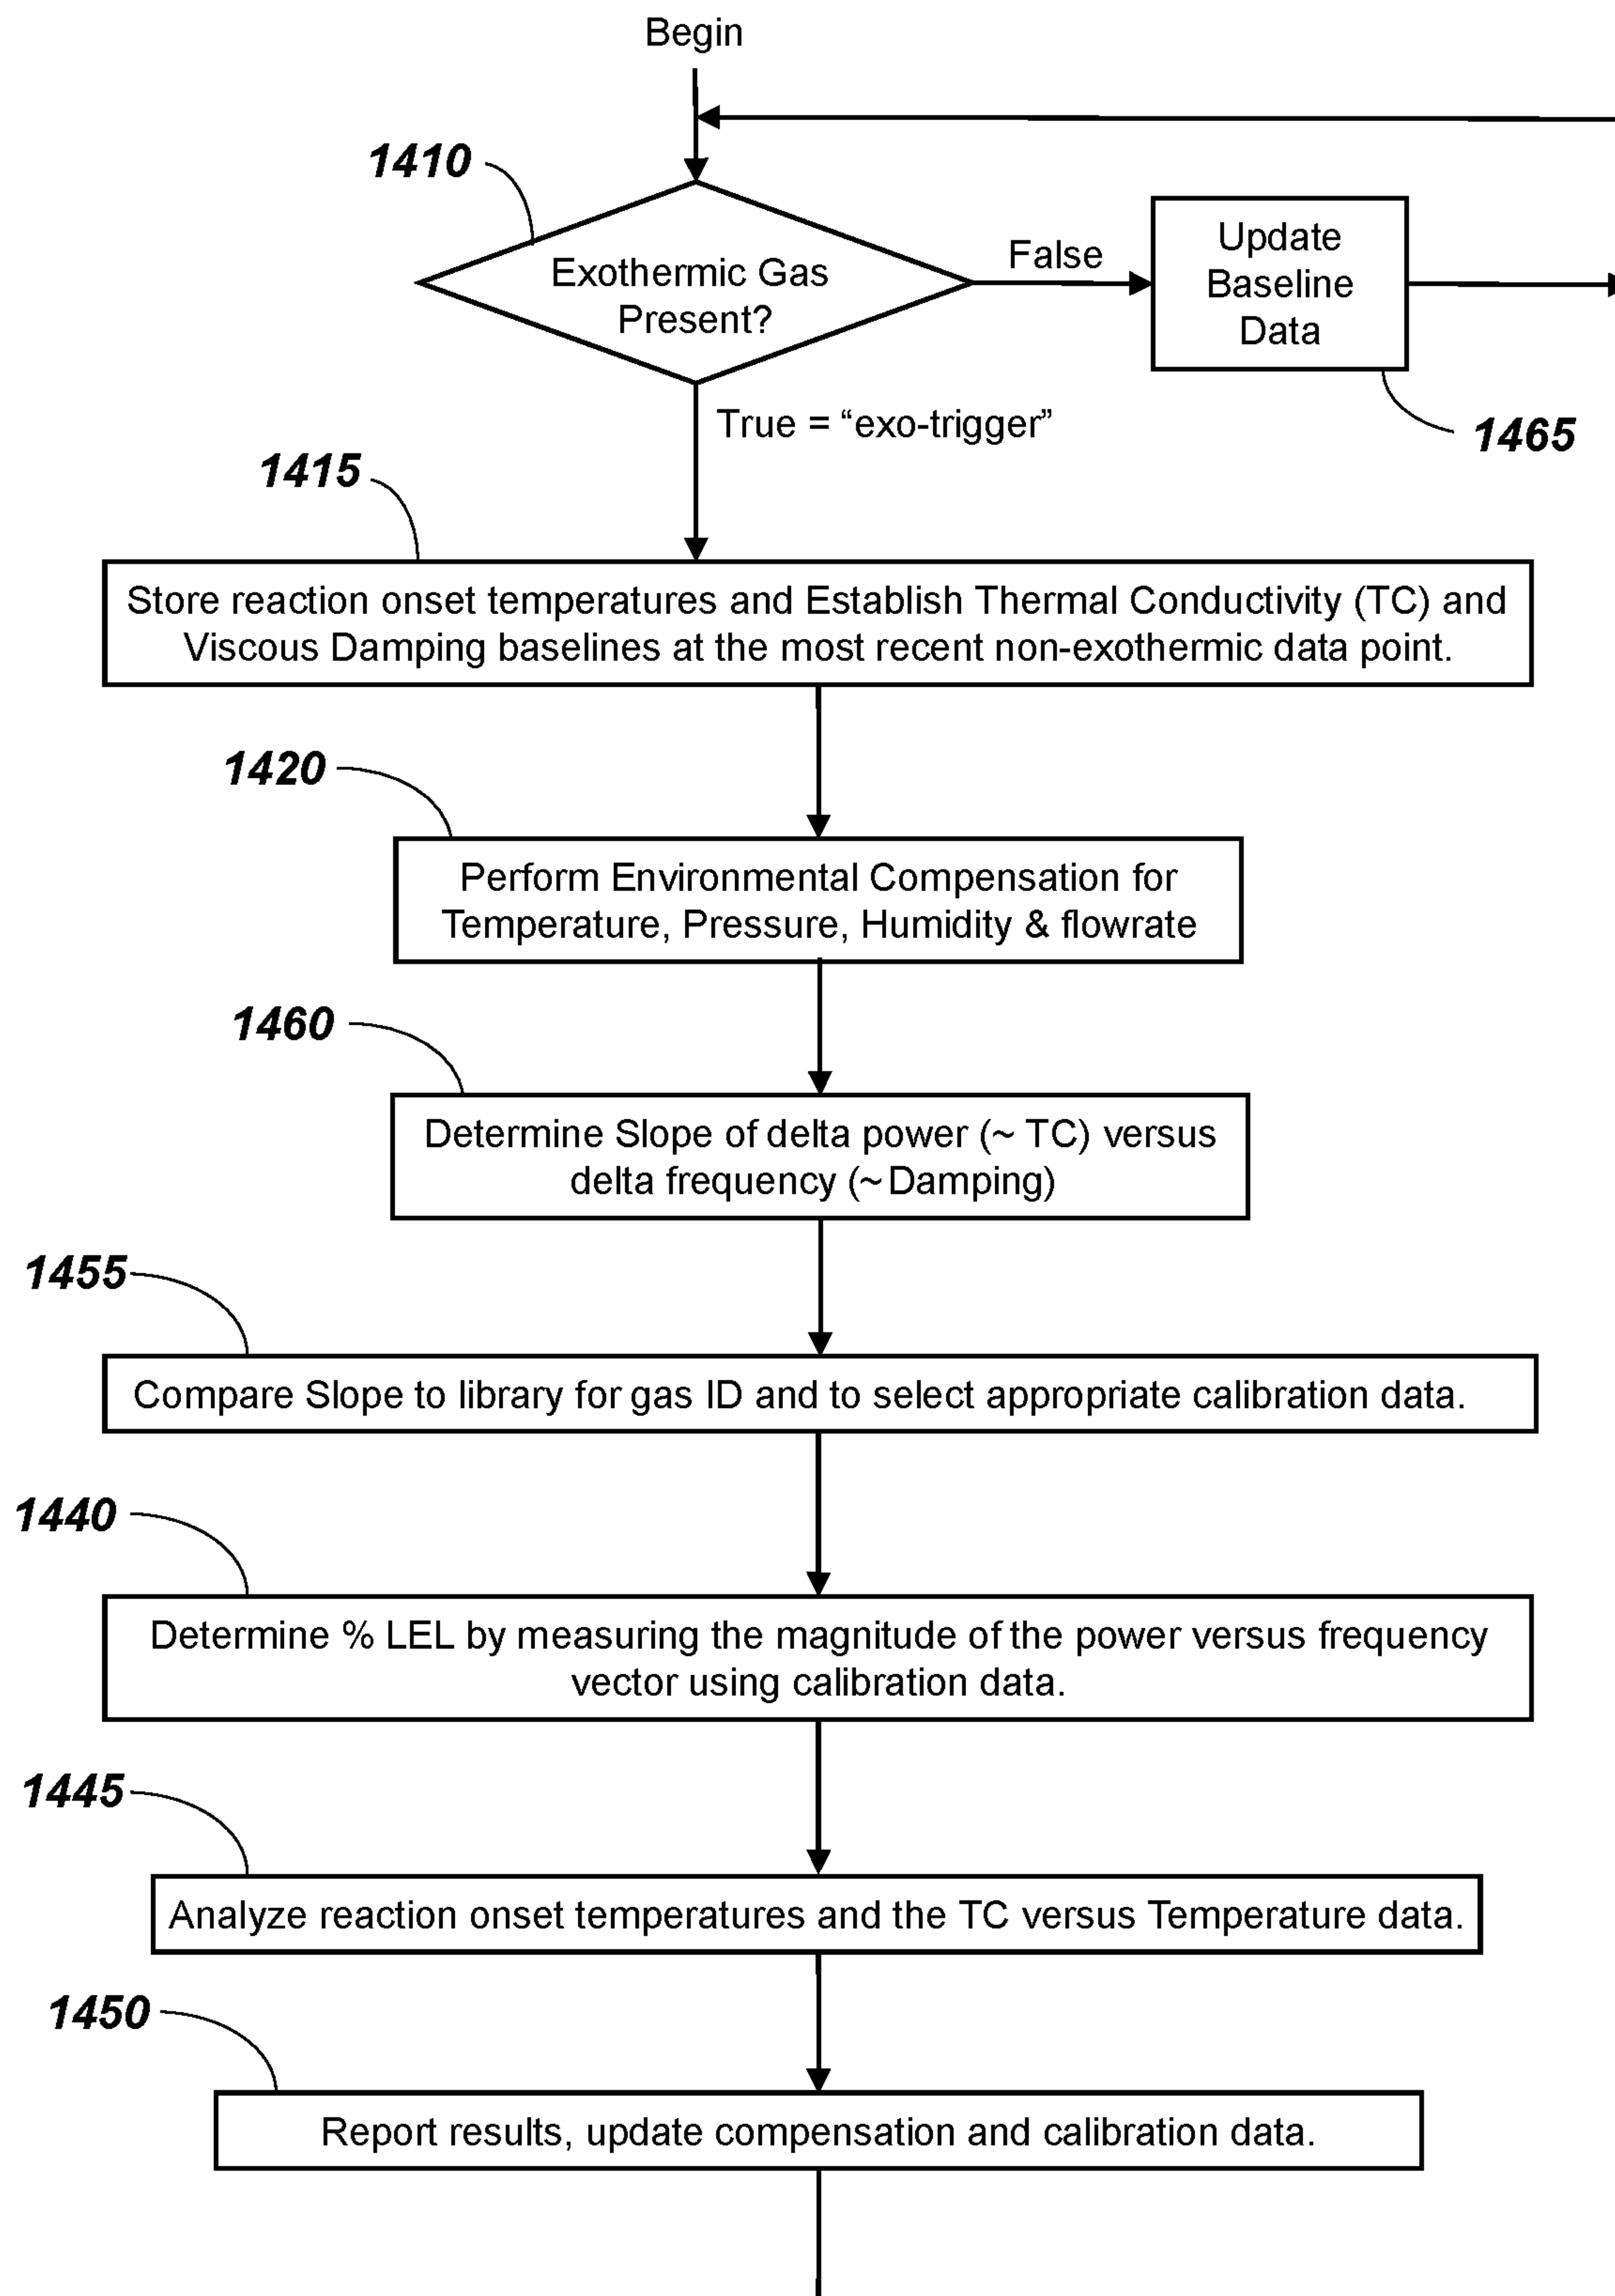 Begin
1410
Exothermic Gas
Present?
False
Update
Baseline
Data
1465
True = “exo-trigger”
1415
Store reaction onset temperatures and Establish Thermal Conductivity (TC) and
Viscous Damping baselines at the most recent non-exothermic data point.
1420
Perform Environmental Compensation for
Temperature, Pressure, Humidity & flowrate
1460
Determine Slope of delta power (~ TC) versus
delta frequency (~Damping)
1455
Compare Slope to library for gas ID and to select appropriate calibration data.
1440
Determine % LEL by measuring the magnitude of the power versus frequency
vector using calibration data.
1445
Analyze reaction onset temperatures and the TC versus Temperature data.
1450
Report results, update compensation and calibration data.